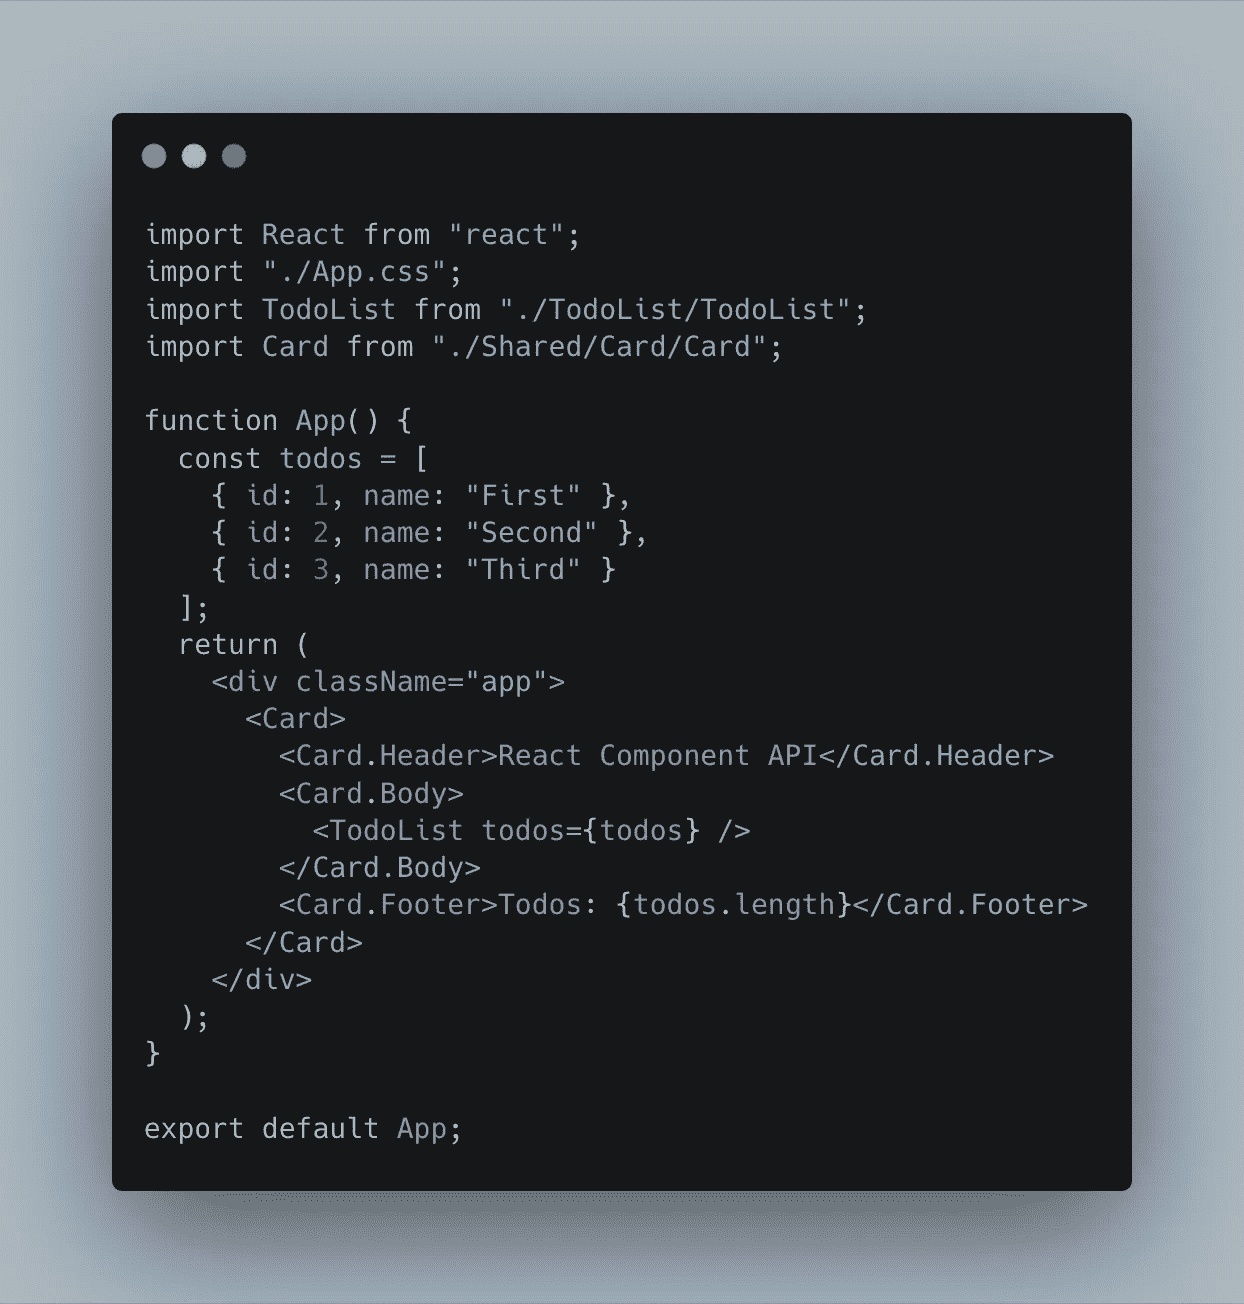 import React from "react";
import "./App.css";
import TodoList from "./TodoList/TodoList";
import Card from "./Shared/Card/Card";

function App() {
  const todos = [
    { id: 1, name: "First" },
    { id: 2, name: "Second" },
    { id: 3, name: "Third" }
  ];
  return (
    <div className="app">
      <Card>
        <Card.Header>React Component API</Card.Header>
        <Card.Body>
          <TodoList todos={todos} />
        </Card.Body>
        <Card.Footer>Todos: {todos.length}</Card.Footer>
      </Card>
    </div>
  );
}

export default App;